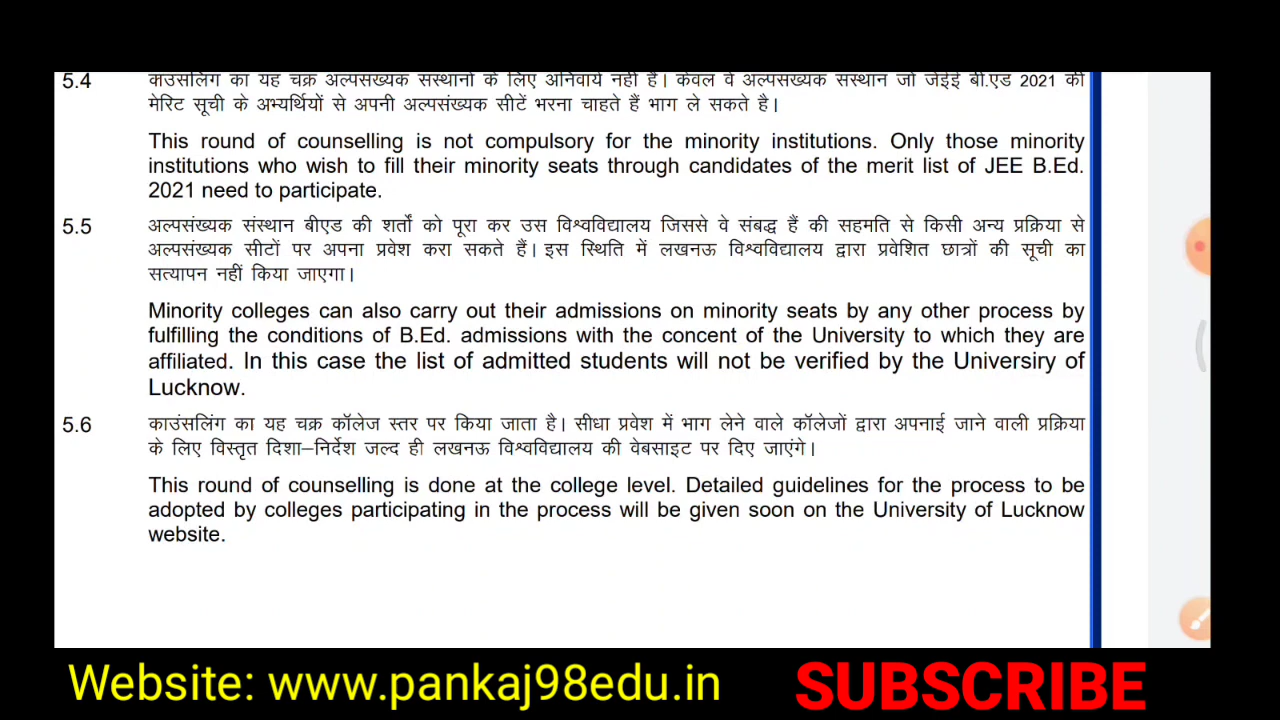 5.4 काउंसलिंग का यह चक्र अल्पसंख्यक संस्थानों के लिए अनिवार्य नहीं है। केवल वे अल्पसंख्यक संस्थान जो जेईई बी.एड 2021 की
मेरिट सूची के अभ्यर्थियों से अपनी अल्पसंख्यक सीटें भरना चाहते हैं भाग ले सकते है।
This round of counselling is not compulsory for the minority institutions. Only those minority
institutions who wish to fill their minority seats through candidates of the merit list of JEE B.Ed.
2021 need to participate.
5.5 अल्पसंख्यक संस्थान बीएड की शर्तों को पूरा कर उस विश्वविद्यालय जिससे वे संबद्ध हैं की सहमति से किसी अन्य प्रक्रिया से
अल्पसंख्यक सीटों पर अपना प्रवेश करा सकते हैं। इस स्थिति में लखनऊ विश्वविद्यालय द्वारा प्रवेशित छात्रों की सूची का
सत्यापन नहीं किया जाएगा।
Minority colleges can also carry out their admissions on minority seats by any other process by
fulfilling the conditions of B.Ed. admissions with the concent of the University to which they are
affiliated. In this case the list of admitted students will not be verified by the Universiry of
Lucknow.
5.6 काउंसलिंग का यह चक्र कॉलेज स्तर पर किया जाता है। सीधा प्रवेश में भाग लेने वाले कॉलेजों द्वारा अपनाई जाने वाली प्रक्रिया
के लिए विस्तृत दिशा–निर्देश जल्द ही लखनऊ विश्वविद्यालय की वेबसाइट पर दिए जाएंगे।
This round of counselling is done at the college level. Detailed guidelines for the process to be
adopted by colleges participating in the process will be given soon on the University of Lucknow
website.
Website: www.pankaj98edu.in SUBSCRIBE